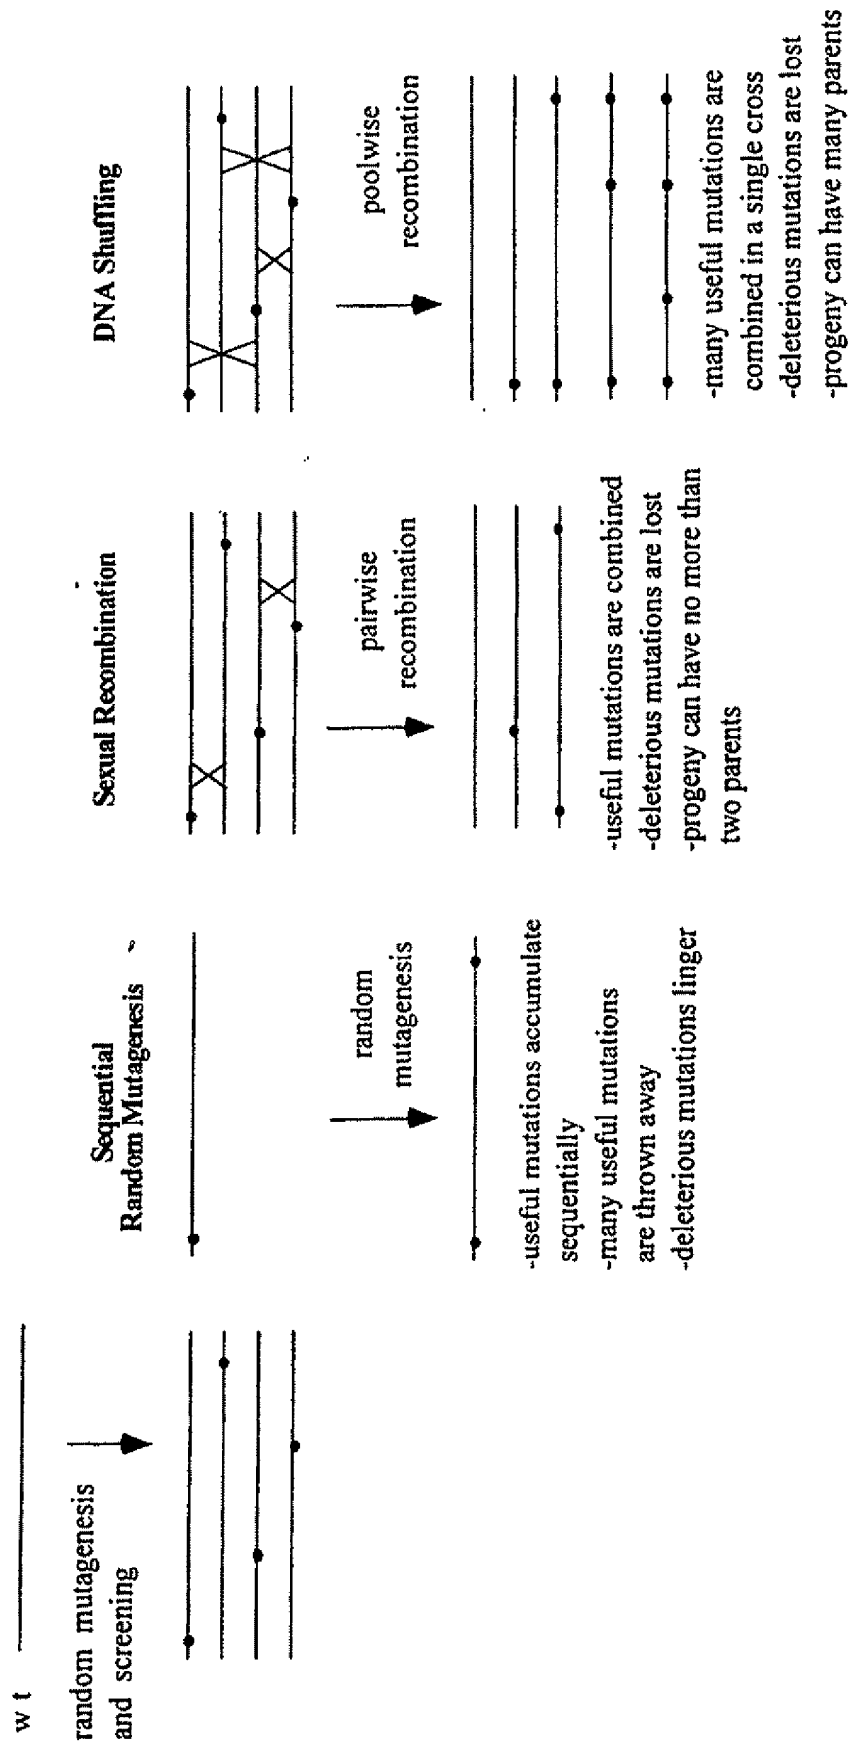 w t
random mutagenesis
and screening
Sequential
Random Mutagenesis
random
mutagenesis
-useful mutations accumulate
sequentially
-many useful mutations
are thrown away
-deleterious mutations linger
Sexual Recombination
pairwise
recombination
-useful mutations are combined
-deleterious mutations are lost
-progeny can have no more than
two parents
DNA Shuffling
poolwise
recombination
-many useful mutations are
combined in a single cross
-deleterious mutations are lost
-progeny can have many parents